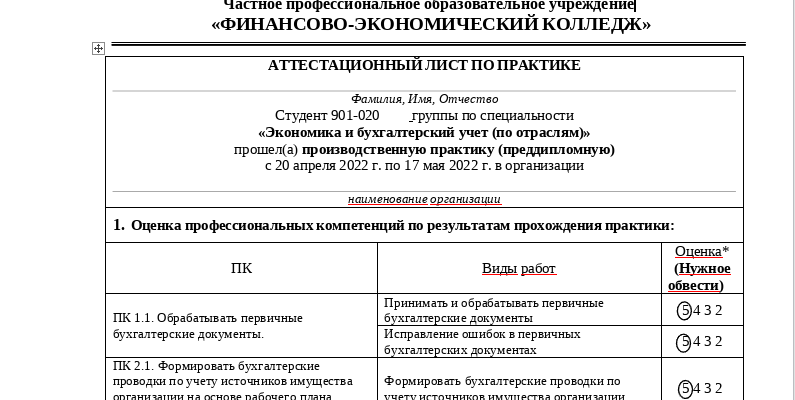 Частное профессиональное образовательное учреждение
«ФИНАНСОВО-ЭКОНОМИЧЕСКИЙ КОЛЛЕДЖ»
АТТЕСТАЦИОННЫЙ ЛИСТ ПО ПРАКТИКЕ
Фамилия, Имя, Отчество
Студент 901-020 _группы по специальности
«Экономика и бухгалтерский учет (по отраслям)»
прошел(а) производственную практику (преддипломную)
с 20 апреля 2022 г. по 17 мая 2022 г. в организации
наименование организации
1. Оценка профессиональных компетенций по результатам прохождения практики:
ПК
Виды работ
Оценка*
(Нужное
обвести)
ПК 1.1. Обрабатывать первичные
бухгалтерские документы.
Принимать и обрабатывать первичные
бухгалтерские документы
5 4 3 2
Исправление ошибок в первичных
бухгалтерских документах
5 4 3 2
ПК 2.1. Формировать бухгалтерские
проводки по учету источников имущества
организации на основе рабочего плана
Формировать бухгалтерские проводки по
учету источников имущества организации
5 4 3 2